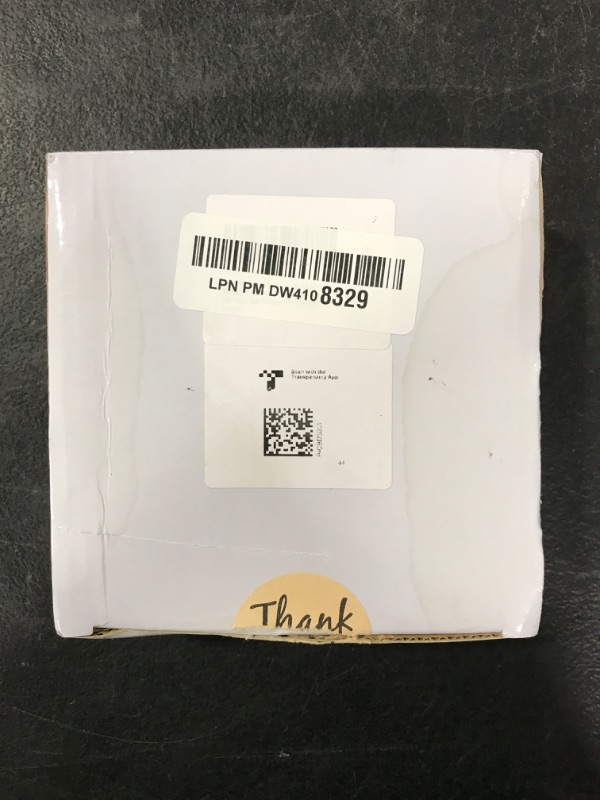 LPN PM DW410 8329
Scan with the
Transparency App
Thank